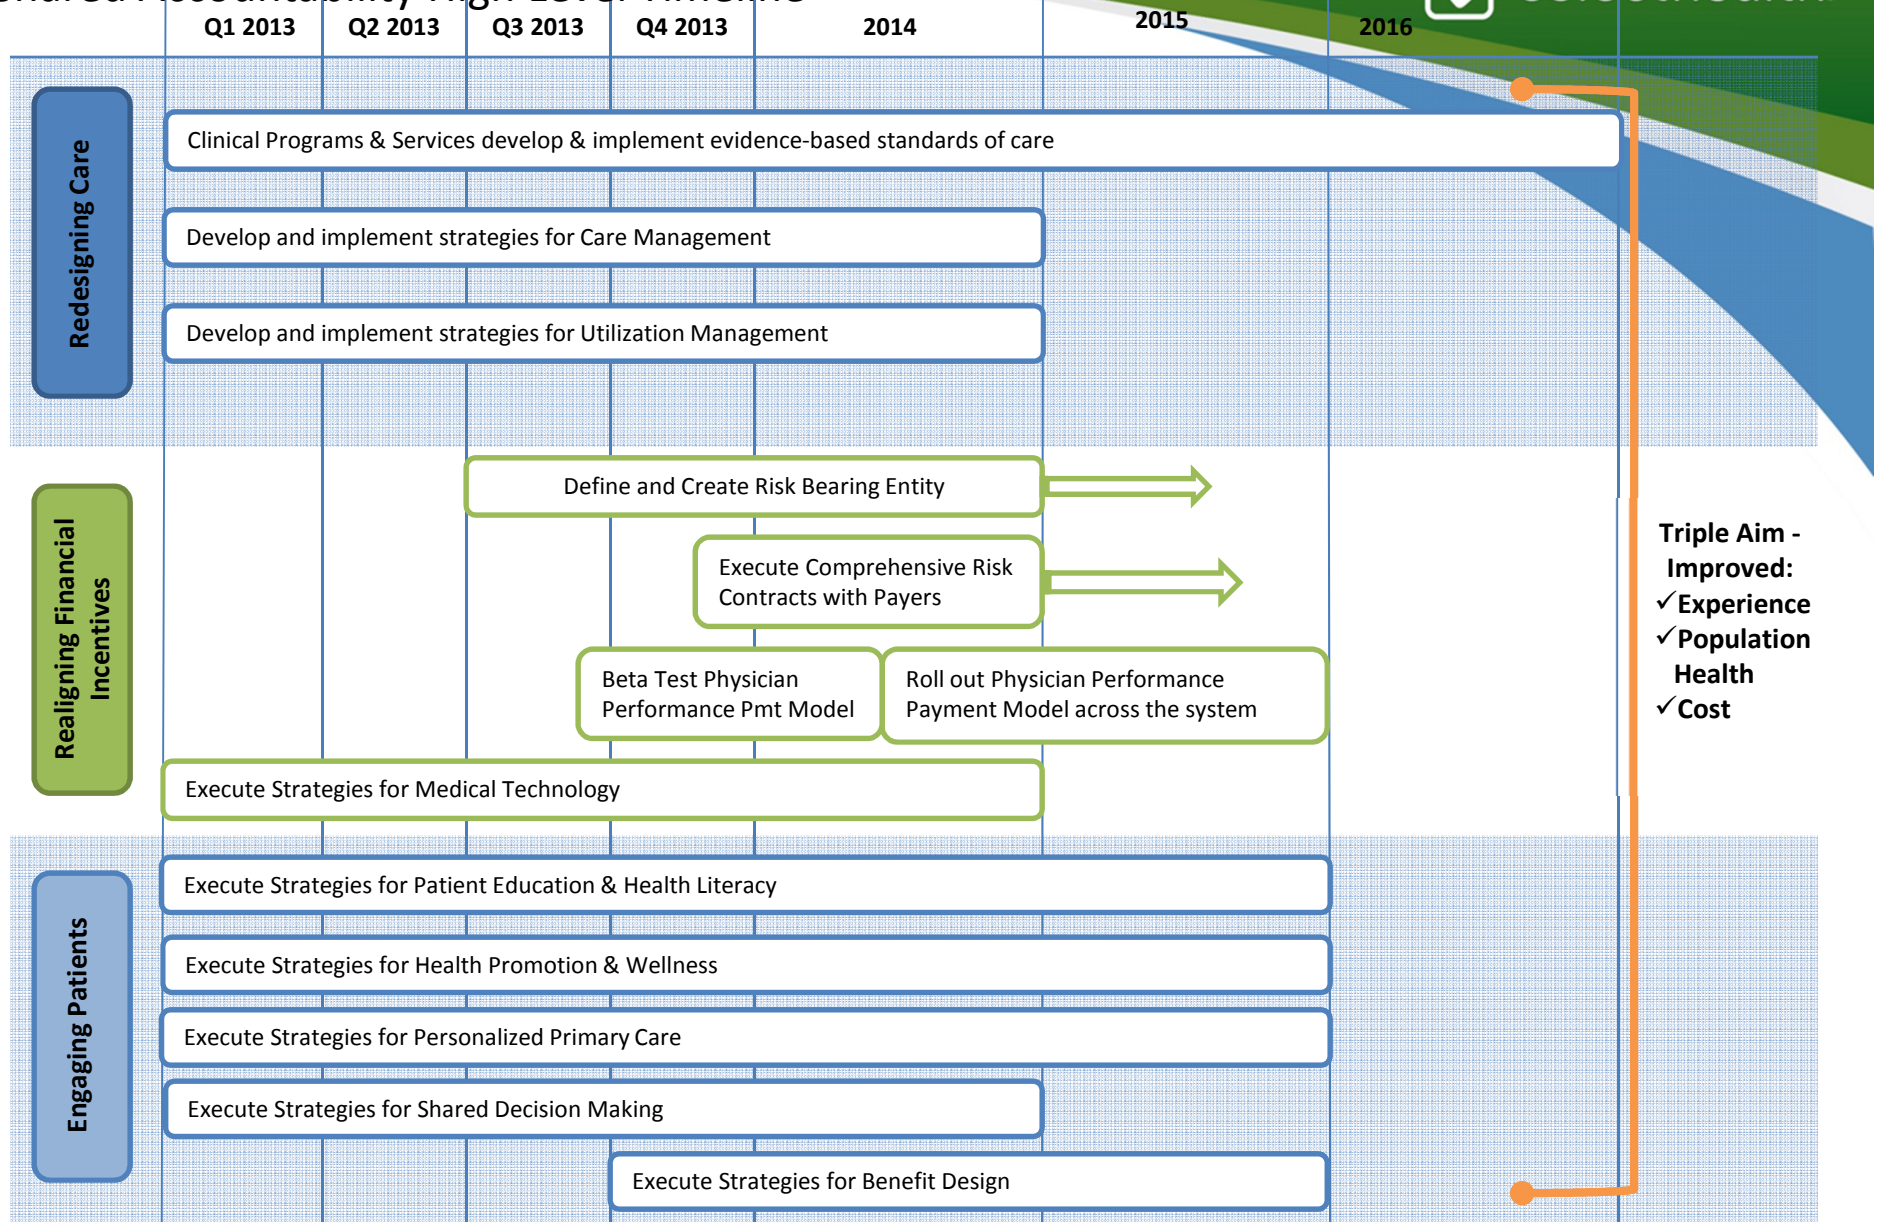 Shared Accountability High Level Timeline
Q1 2013 Q2 2013 Q3 2013 Q4 2013 2014 2015 2016
Redesigning Care
Clinical Programs & Services develop & implement evidence-based standards of care
Develop and implement strategies for Care Management
Develop and implement strategies for Utilization Management
Realigning Financial
Incentives
Define and Create Risk Bearing Entity
Execute Comprehensive Risk
Contracts with Payers
Beta Test Physician
Performance Pmt Model
Roll out Physician Performance
Payment Model across the system
Execute Strategies for Medical Technology
Triple Aim -
Improved:
✓Experience
✓Population
Health
✓Cost
Engaging Patients
Execute Strategies for Patient Education & Health Literacy
Execute Strategies for Health Promotion & Wellness
Execute Strategies for Personalized Primary Care
Execute Strategies for Shared Decision Making
Execute Strategies for Benefit Design